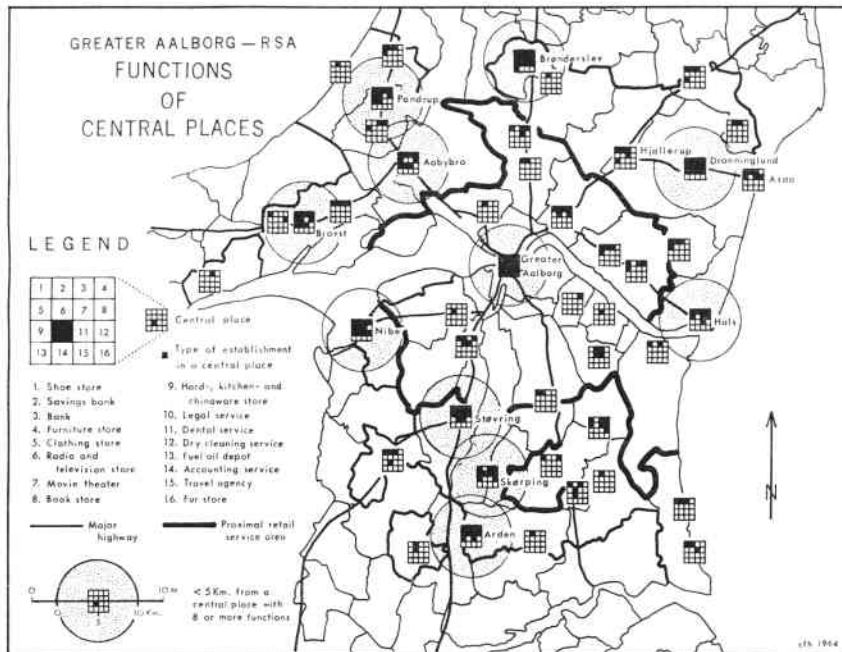 GREATER AALBORG — RSA
FUNCTIONS
OF
CENTRAL PLACES
Brønderslev
Pandrup
Aabybro
Hjallerup
Dronninglund
Asaa
Brovst
Greater
Aalborg
Hals
Nibe
Støvring
Skørping
Arden
LEGEND
1 2 3 4
5 6 7 8
9 11 12
13 14 15 16
Central place
Type of establishment
in a central place
1. Shoe store
2. Savings bank
3. Bank
4. Furniture store
5. Clothing store
6. Radio and
television store
7. Movie theater
8. Book store
9. Hard-, kitchen- and
chinaware store
10. Legal service
11. Dental service
12. Dry cleaning service
13. Fuel oil depot
14. Accounting service
15. Travel agency
16. Fur store
Major
highway
Proximal retail
service area
0 10 M.
0 5 10 Km.
< 5 Km. from a
central place with
8 or more functions
N
cfh 1964